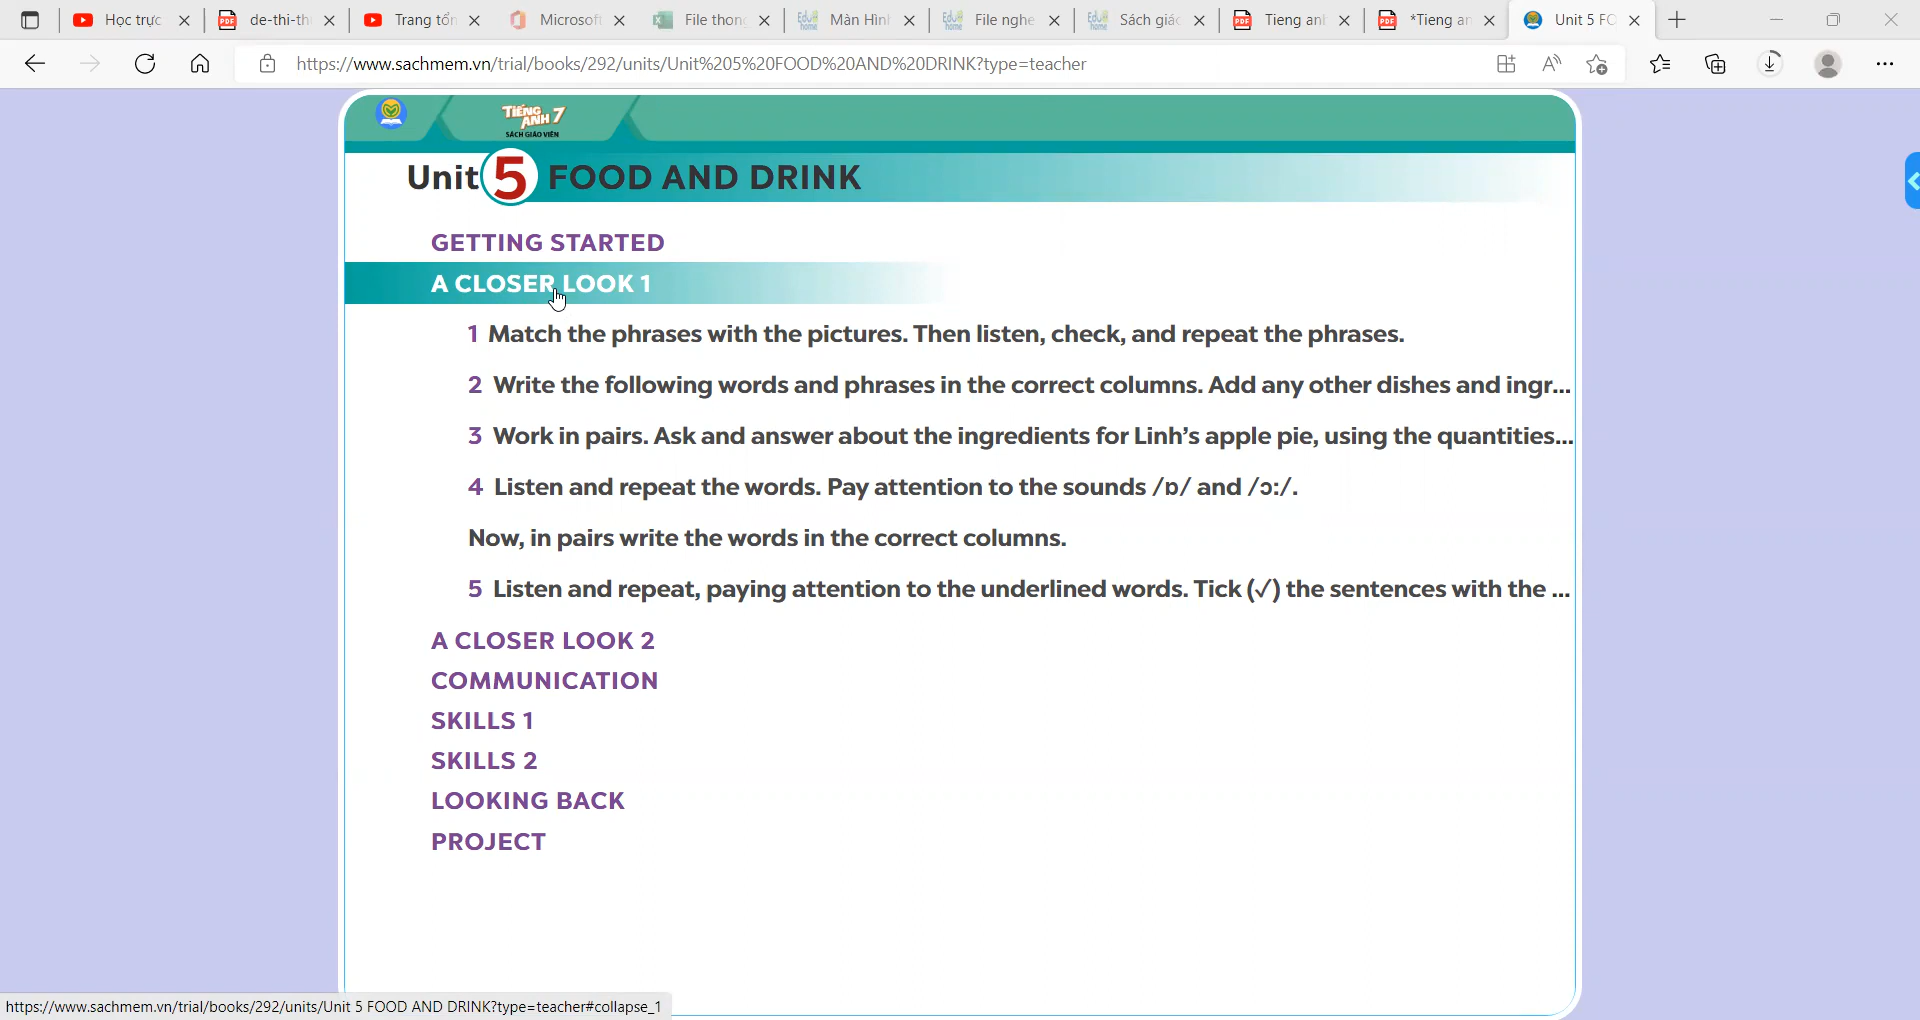 Học trực
de-thi-th
Trang tổn
Microsof
File thon
Màn Hìn
File nghe
Sách giác
Tieng anl
*Tieng ar
Unit 5 FO
https://www.sachmem.vn/trial/books/292/units/Unit%205%20FOOD%20AND%20DRINK?type=teacher
TIẾNG ANH 7
SÁCH GIÁO VIÊN
Unit 5 FOOD AND DRINK
GETTING STARTED
A CLOSER LOOK 1
1 Match the phrases with the pictures. Then listen, check, and repeat the phrases.
2 Write the following words and phrases in the correct columns. Add any other dishes and ingr...
3 Work in pairs. Ask and answer about the ingredients for Linh’s apple pie, using the quantities...
4 Listen and repeat the words. Pay attention to the sounds /ɒ/ and /ɔ:/.
Now, in pairs write the words in the correct columns.
5 Listen and repeat, paying attention to the underlined words. Tick (✓) the sentences with the ...
A CLOSER LOOK 2
COMMUNICATION
SKILLS 1
SKILLS 2
LOOKING BACK
PROJECT
https://www.sachmem.vn/trial/books/292/units/Unit 5 FOOD AND DRINK?type=teacher#collapse_1